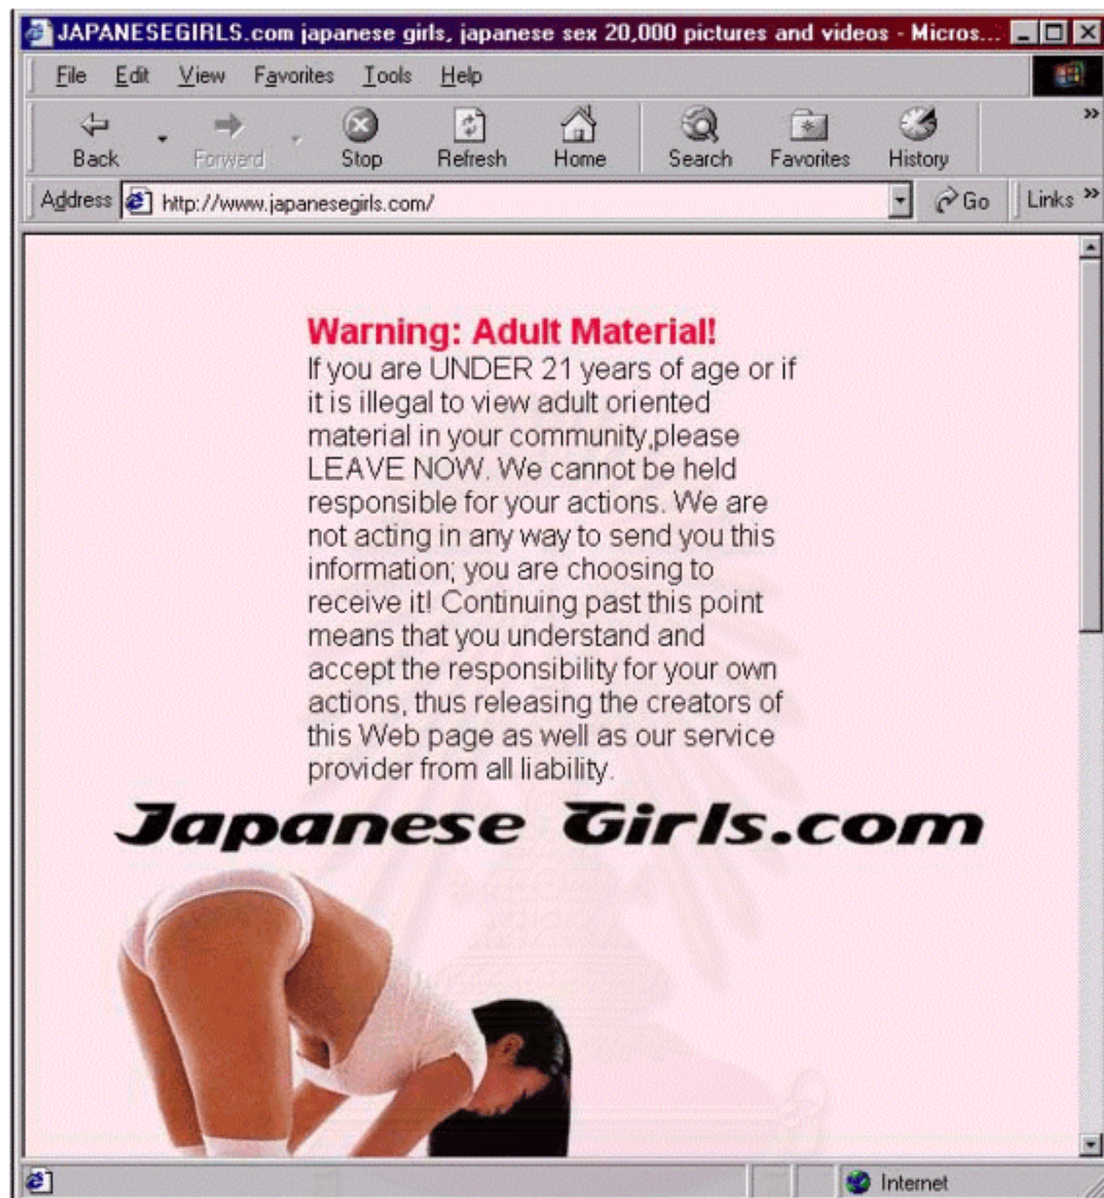 JAPANESEGIRLS.com japanese girls, japanese sex 20,000 pictures and videos - Micros...
File Edit View Favorites Tools Help
Back Forward Stop Refresh Home Search Favorites History »
Address http://www.japanesegirls.com/ Go Links »
Warning: Adult Material!
If you are UNDER 21 years of age or if
it is illegal to view adult oriented
material in your community,please
LEAVE NOW. We cannot be held
responsible for your actions. We are
not acting in any way to send you this
information; you are choosing to
receive it! Continuing past this point
means that you understand and
accept the responsibility for your own
actions, thus releasing the creators of
this Web page as well as our service
provider from all liability.
Japanese Girls.com
Internet